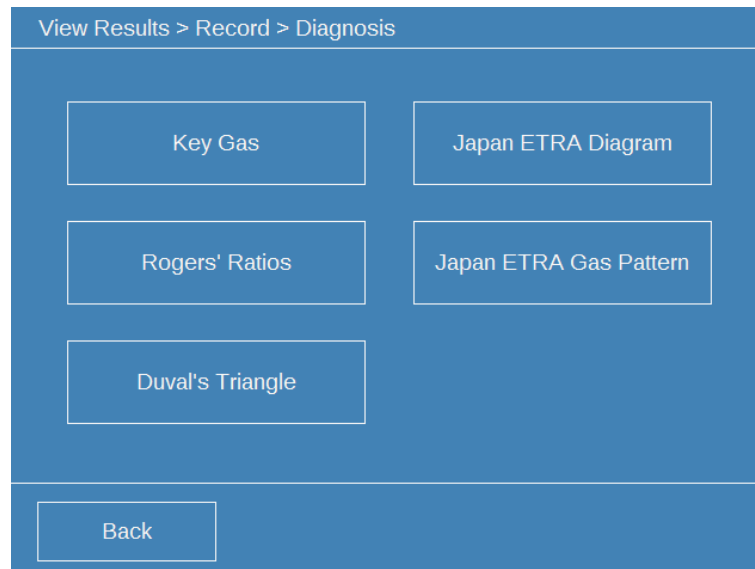 View Results > Record > Diagnosis
Key Gas
Japan ETRA Diagram
Rogers' Ratios
Japan ETRA Gas Pattern
Duval's Triangle
Back